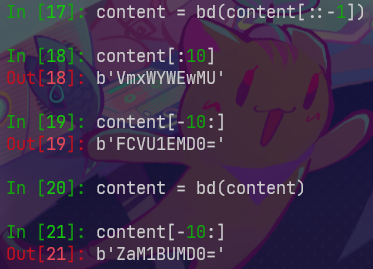 In [17]: content = bd(content[::-1])
In [18]: content[:10]
Out[18]: b'VmxWYWEwMU'
In [19]: content[-10:]
Out[19]: b'FCVU1EMD0='
In [20]: content = bd(content)
In [21]: content[-10:]
Out[21]: b'ZaM1BUMD0='